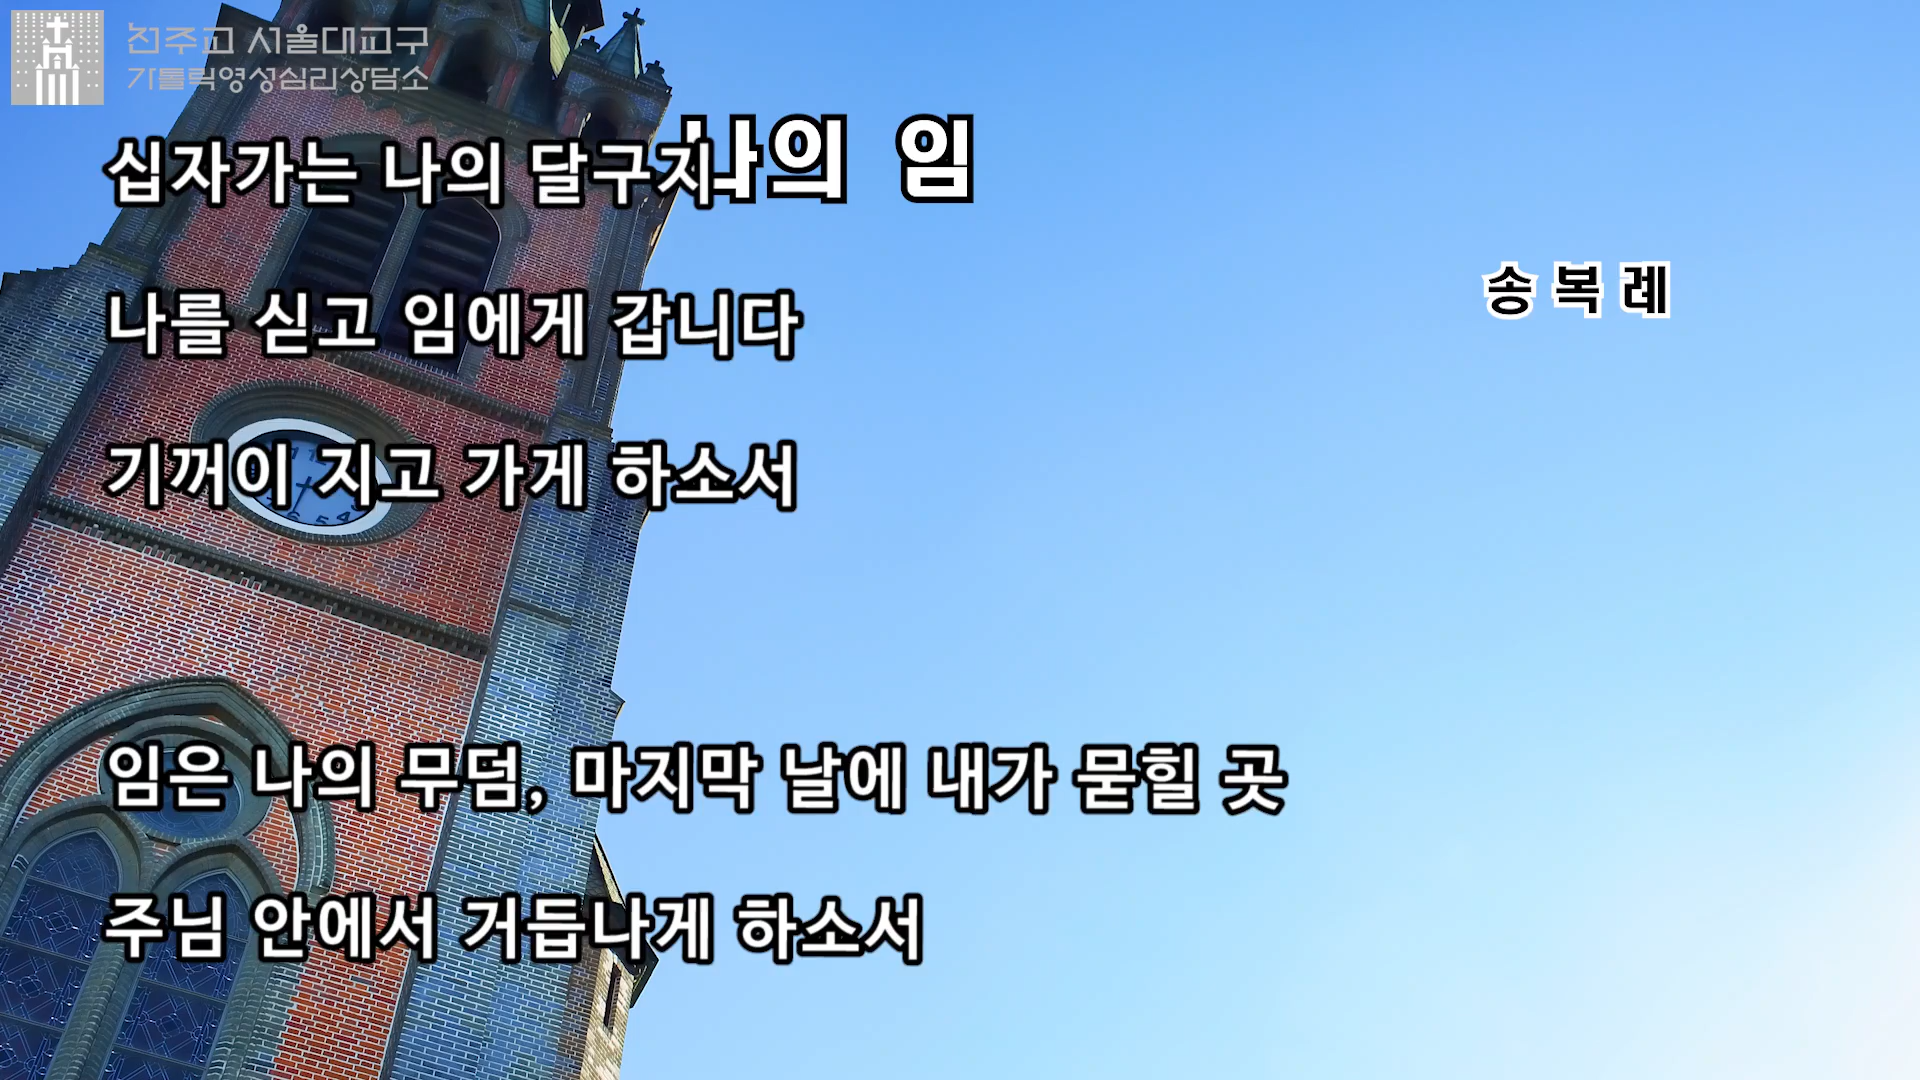 천주교 서울대교구
가톨릭영성심리상담소
나의 임
송복례
십자가는 나의 달구지
나를 싣고 임에게 갑니다
기꺼이 지고 가게 하소서
임은 나의 무덤, 마지막 날에 내가 묻힐 곳
주님 안에서 거듭나게 하소서